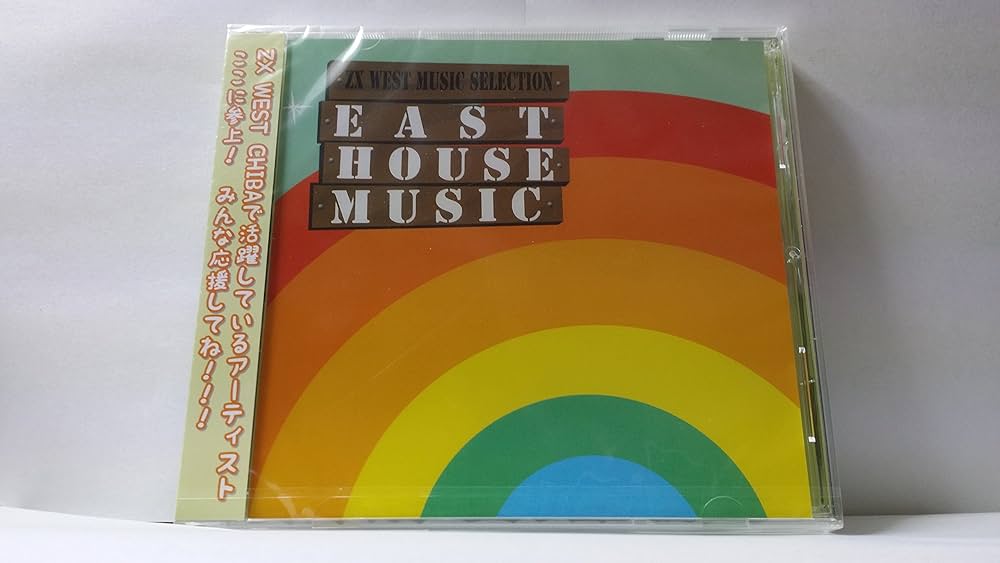 ZX WEST CHIBAで活躍しているアーティスト
ここに参上! みんな応援してね!!!
ZX WEST MUSIC SELECTION
EAST
HOUSE
MUSIC